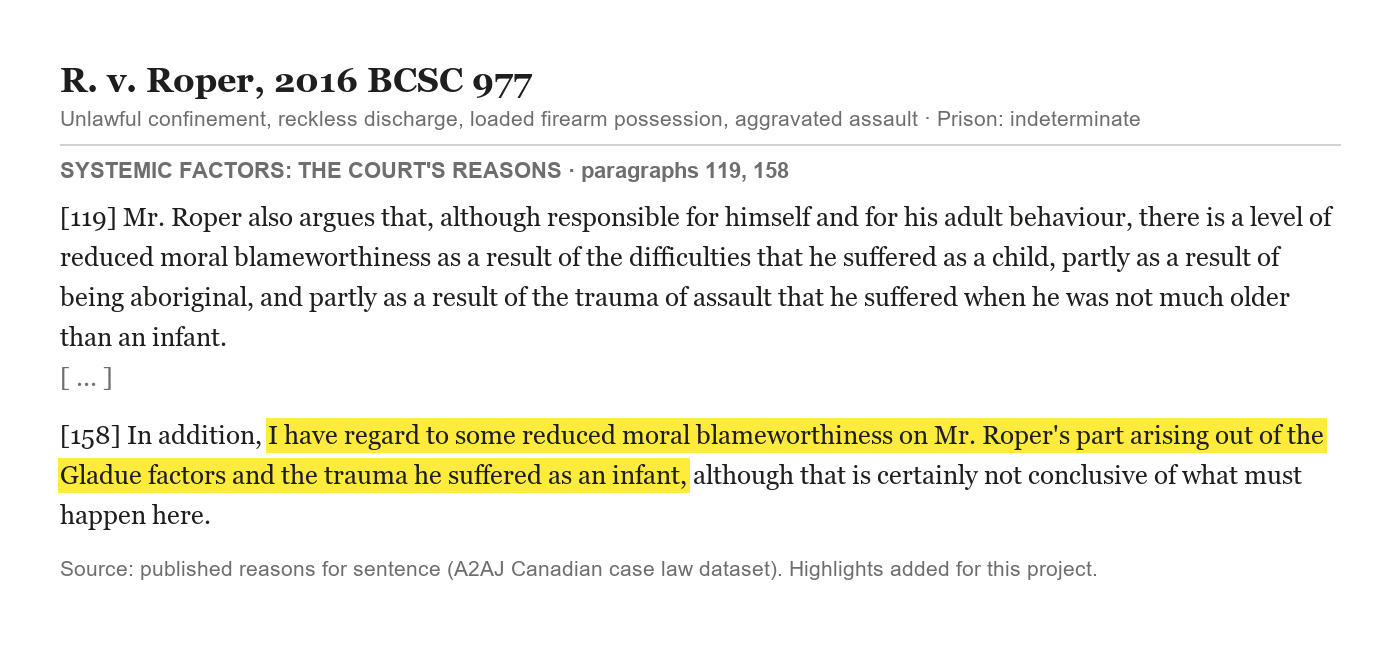 R. v. Roper, 2016 BCSC 977
Unlawful confinement, reckless discharge, loaded firearm possession, aggravated assault · Prison: indeterminate
SYSTEMIC FACTORS: THE COURT'S REASONS · paragraphs 119, 158
[119] Mr. Roper also argues that, although responsible for himself and for his adult behaviour, there is a level of
reduced moral blameworthiness as a result of the difficulties that he suffered as a child, partly as a result of
being aboriginal, and partly as a result of the trauma of assault that he suffered when he was not much older
than an infant.
[ ... ]
[158] In addition, I have regard to some reduced moral blameworthiness on Mr. Roper's part arising out of the
Gladue factors and the trauma he suffered as an infant, although that is certainly not conclusive of what must
happen here.
Source: published reasons for sentence (A2AJ Canadian case law dataset). Highlights added for this project.